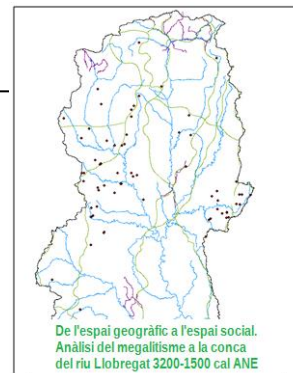 De l'espai geogràfic a l'espai social.
Anàlisi del megalitisme a la conca
del riu Llobregat 3200-1500 cal ANE